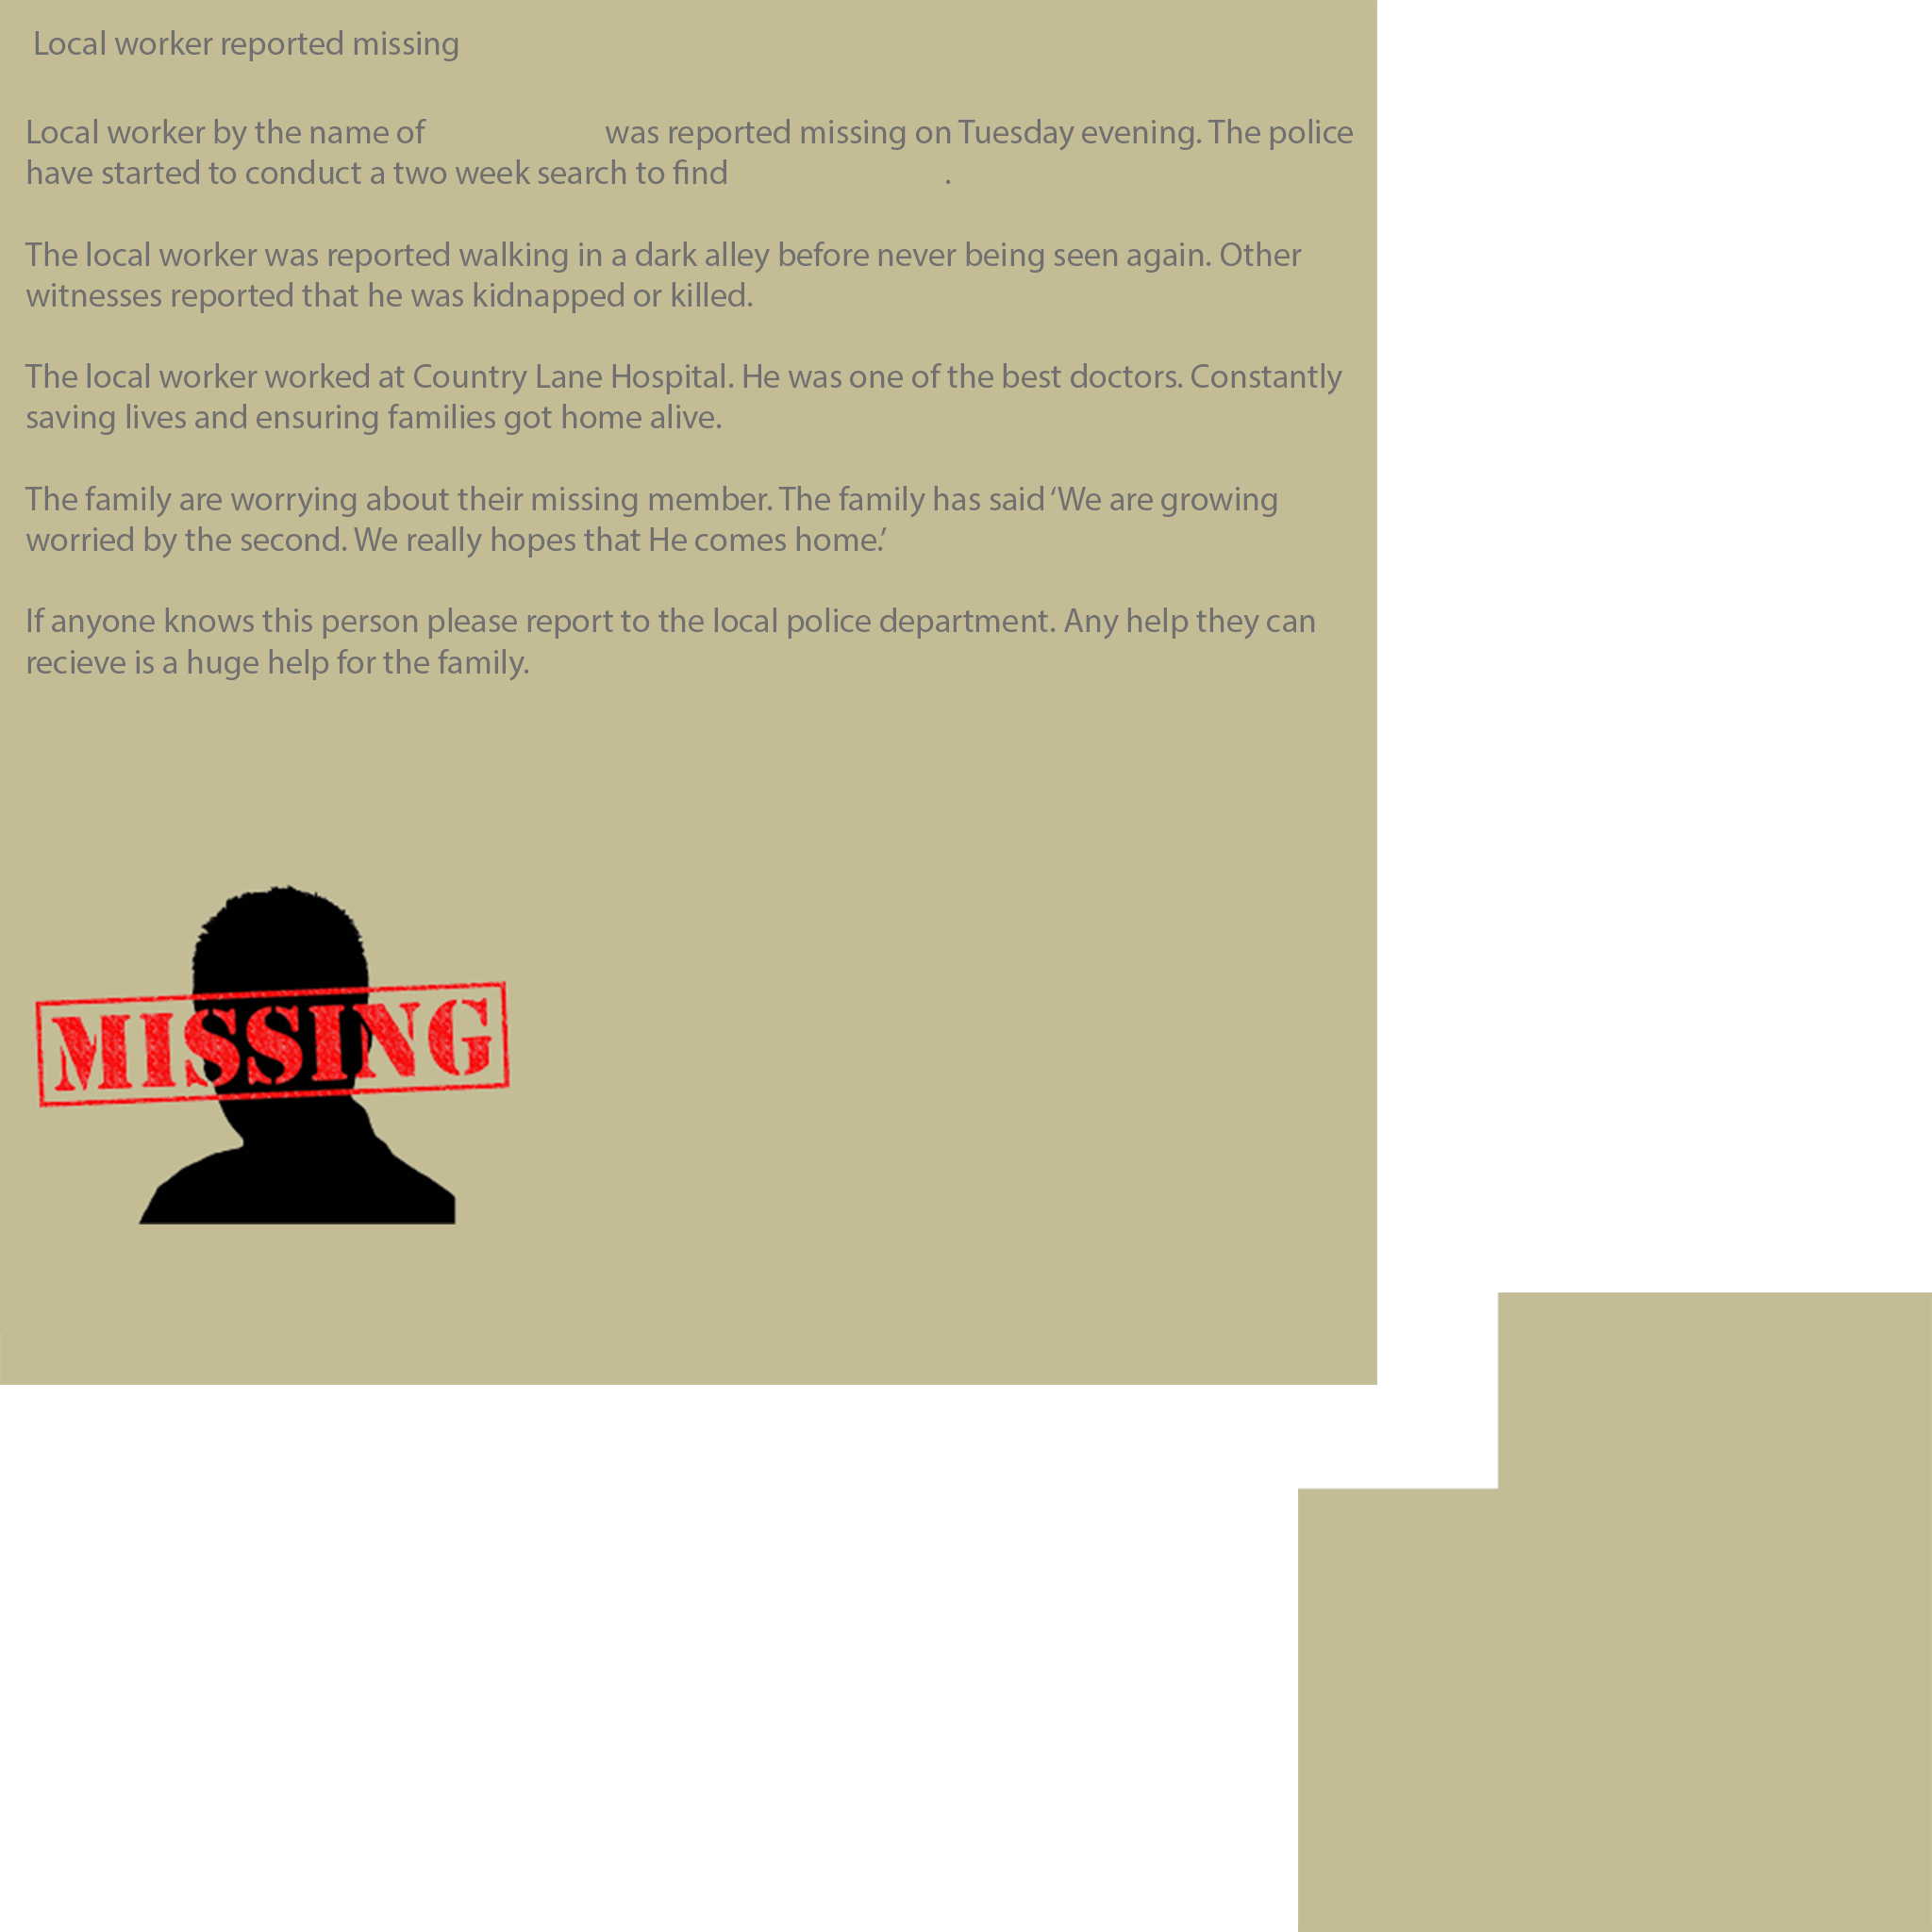 Local worker reported missing
Local worker by the name of was reported missing on Tuesday evening. The police
have started to conduct a two week search to find .
The local worker was reported walking in a dark alley before never being seen again. Other
witnesses reported that he was kidnapped or killed.
The local worker worked at Country Lane Hospital. He was one of the best doctors. Constantly
saving lives and ensuring families got home alive.
The family are worrying about their missing member. The family has said ‘We are growing
worried by the second. We really hopes that He comes home.’
If anyone knows this person please report to the local police department. Any help they can
recieve is a huge help for the family.
MISSING